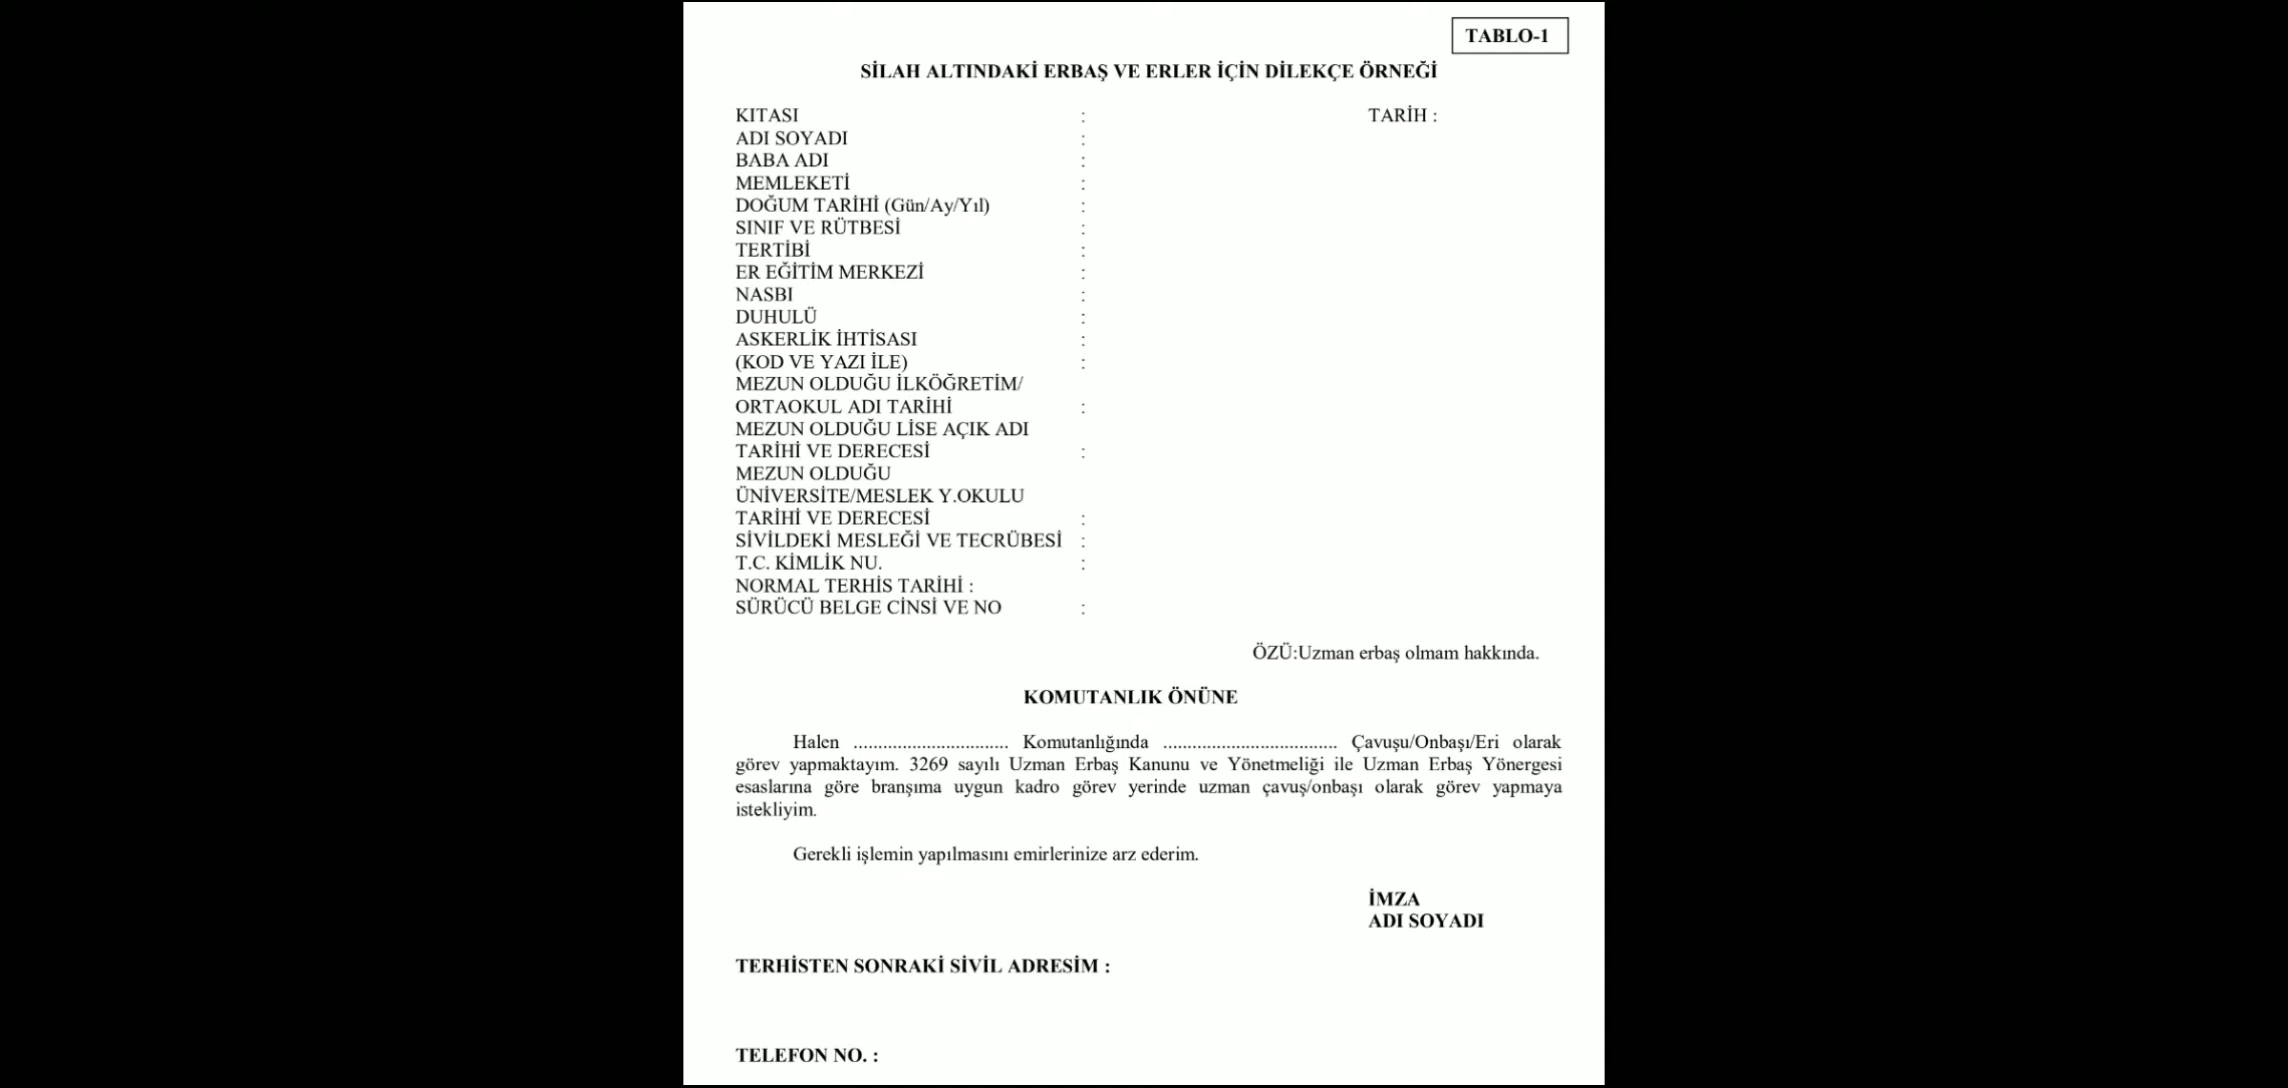 TABLO-1
SİLAH ALTINDAKİ ERBAŞ VE ERLER İÇİN DİLEKÇE ÖRNEĞİ
KITASI : TARİH :
ADI SOYADI :
BABA ADI :
MEMLEKETİ :
DOĞUM TARİHİ (Gün/Ay/Yıl) :
SINIF VE RÜTBESİ :
TERTİBİ :
ER EĞİTİM MERKEZİ :
NASBI :
DUHULÜ :
ASKERLİK İHTİSASI :
(KOD VE YAZI İLE) :
MEZUN OLDUĞU İLKÖĞRETİM/
ORTAOKUL ADI TARİHİ :
MEZUN OLDUĞU LİSE AÇIK ADI
TARİHİ VE DERECESİ :
MEZUN OLDUĞU
ÜNİVERSİTE/MESLEK Y.OKULU
TARİHİ VE DERECESİ :
SİVİLDEKİ MESLEĞİ VE TECRÜBESİ :
T.C. KİMLİK NU. :
NORMAL TERHİS TARİHİ :
SÜRÜCÜ BELGE CİNSİ VE NO :
ÖZÜ:Uzman erbaş olmam hakkında.
KOMUTANLIK ÖNÜNE
Halen ................................ Komutanlığında .................................... Çavuşu/Onbaşı/Eri olarak
görev yapmaktayım. 3269 sayılı Uzman Erbaş Kanunu ve Yönetmeliği ile Uzman Erbaş Yönergesi
esaslarına göre branşıma uygun kadro görev yerinde uzman çavuş/onbaşı olarak görev yapmaya
istekliyim.
Gerekli işlemin yapılmasını emirlerinize arz ederim.
İMZA
ADI SOYADI
TERHİSTEN SONRAKİ SİVİL ADRESİM :
TELEFON NO. :